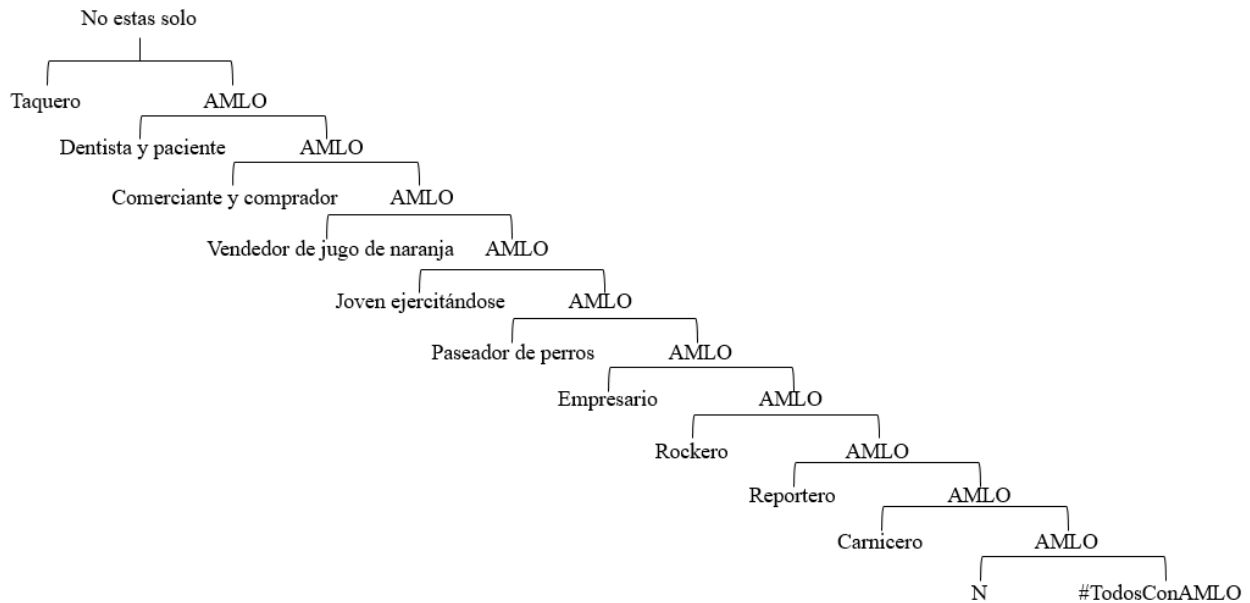 No estas solo
Taquero AMLO
Dentista y paciente AMLO
Comerciante y comprador AMLO
Vendedor de jugo de naranja AMLO
Joven ejercitándose AMLO
Paseador de perros AMLO
Empresario AMLO
Rockero AMLO
Reportero AMLO
Carnicero AMLO
N #TodosConAMLO